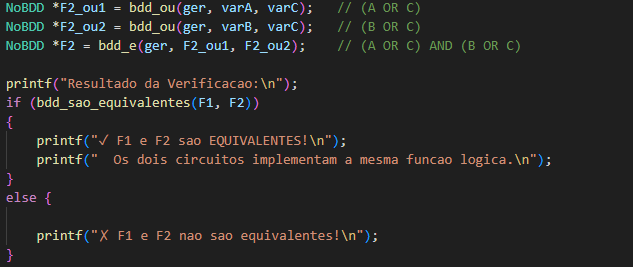 NoBDD *F2_ou1 = bdd_ou(ger, varA, varC);   // (A OR C)
NoBDD *F2_ou2 = bdd_ou(ger, varB, varC);   // (B OR C)
NoBDD *F2 = bdd_e(ger, F2_ou1, F2_ou2);    // (A OR C) AND (B OR C)
printf("Resultado da Verificacao:\n");
if (bdd_sao_equivalentes(F1, F2))
{
    printf("✓ F1 e F2 sao EQUIVALENTES!\n");
    printf("  Os dois circuitos implementam a mesma funcao logica.\n");
}
else {
    printf("✗ F1 e F2 nao sao equivalentes!\n");
}